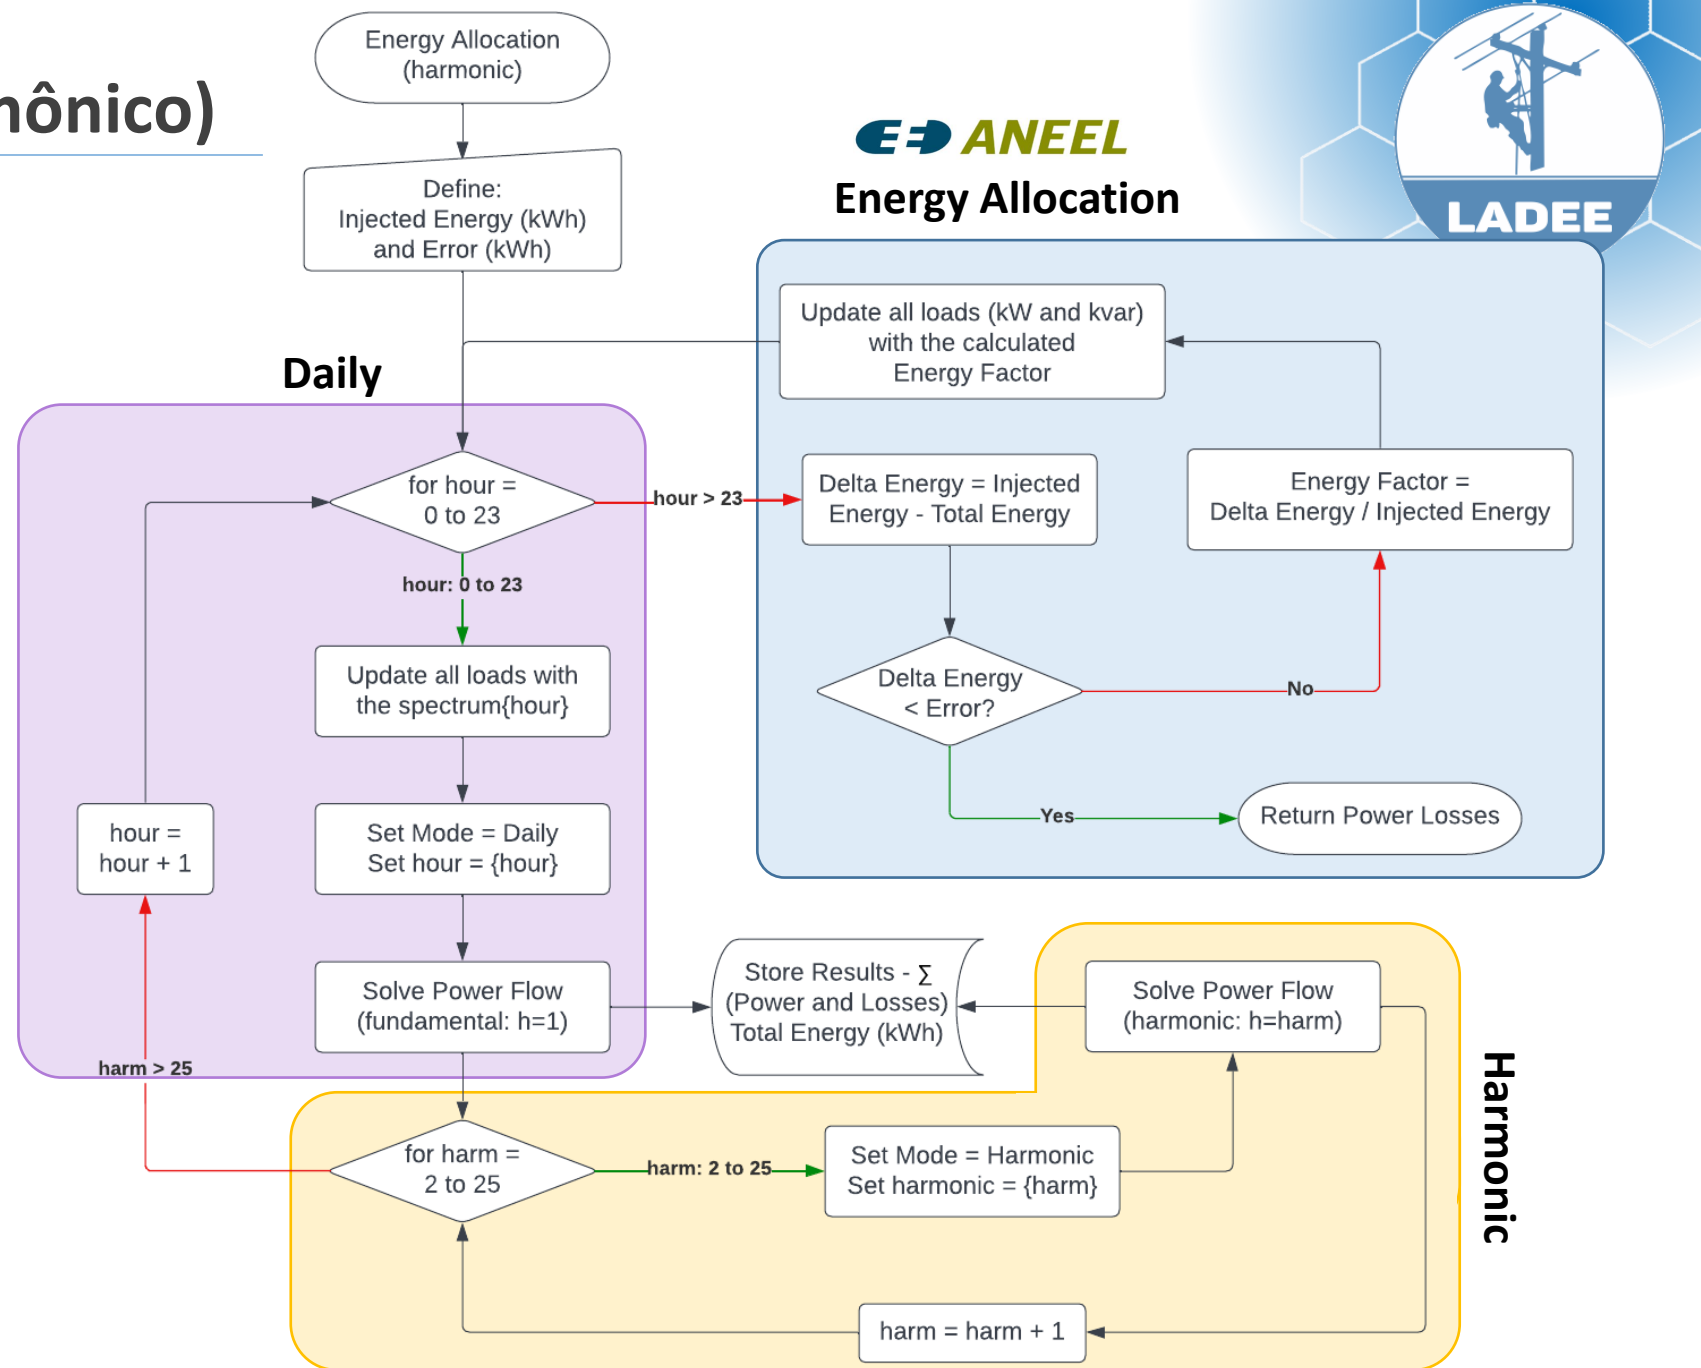 nônico)
Energy Allocation
(harmonic)
Define:
Injected Energy (kWh)
and Error (kWh)
ANEEL
Energy Allocation
LADEE
Update all loads (kW and kvar)
with the calculated
Energy Factor
Daily
for hour =
0 to 23
hour > 23
Delta Energy = Injected
Energy - Total Energy
Energy Factor =
Delta Energy / Injected Energy
hour: 0 to 23
Update all loads with
the spectrum{hour}
Delta Energy
< Error?
No
Yes
Return Power Losses
hour =
hour + 1
Set Mode = Daily
Set hour = {hour}
Solve Power Flow
(fundamental: h=1)
Store Results - ∑
(Power and Losses)
Total Energy (kWh)
Solve Power Flow
(harmonic: h=harm)
harm > 25
Harmonic
for harm =
2 to 25
harm: 2 to 25
Set Mode = Harmonic
Set harmonic = {harm}
harm = harm + 1